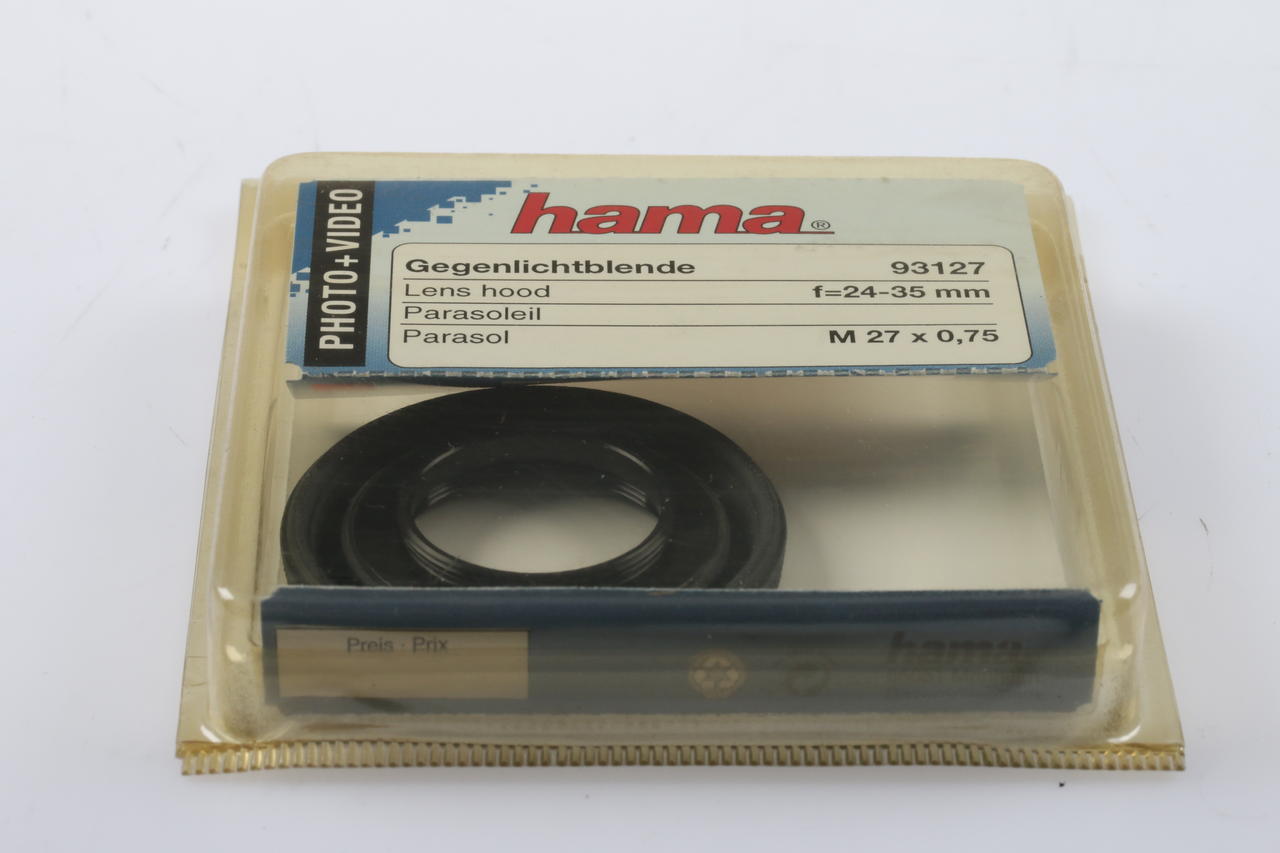 PHOTO+VIDEO
hama®
Gegenlichtblende 93127
Lens hood f=24-35 mm
Parasoleil
Parasol M 27 x 0,75
Preis · Prix
hama